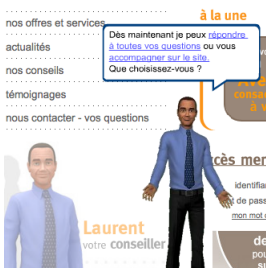 à la une
nos offres et services
Dès maintenant je peux répondre
à toutes vos questions ou vous
accompagner sur le site.
Que choisissez-vous ?
actualités
nos conseils
témoignages
nous contacter - vos questions
Laurent
votre conseiller
identifia
de pass
mon mot